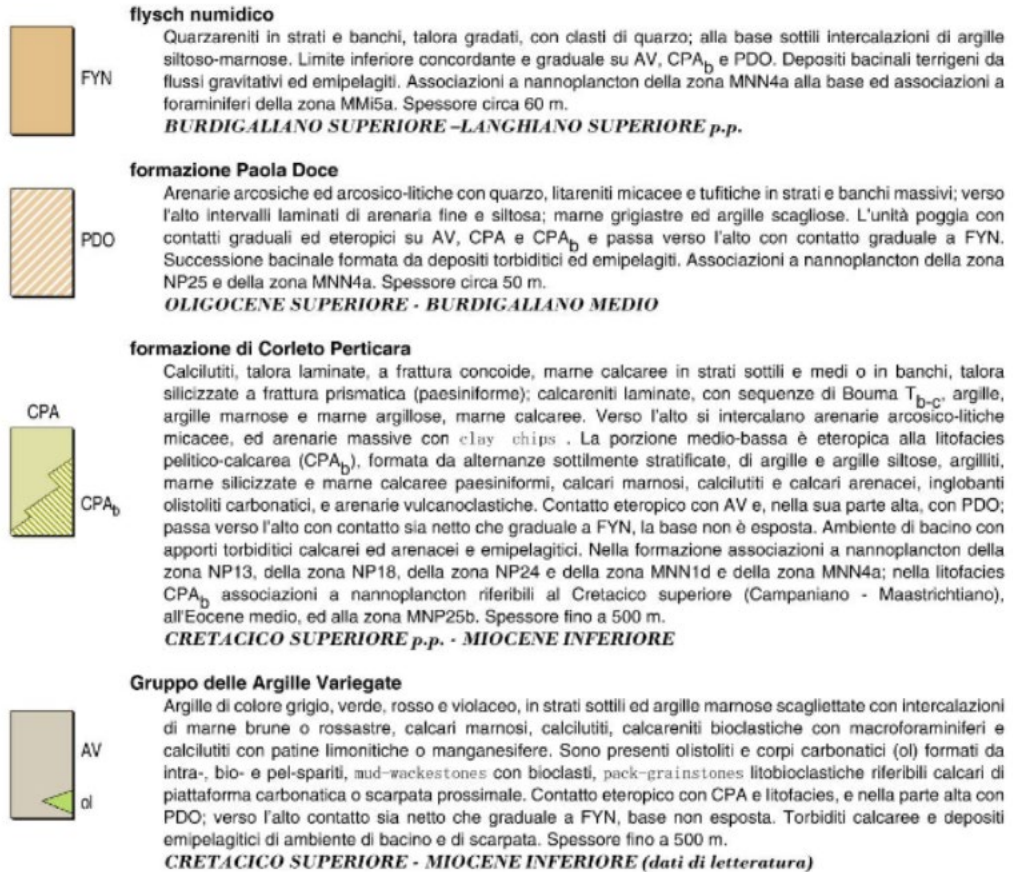 flysch numidico
FYN
Quarzareniti in strati e banchi, talora gradati, con clasti di quarzo; alla base sottili intercalazioni di argille
siltoso-marnose. Limite inferiore concordante e graduale su AV, CPAb e PDO. Depositi bacinali terrigeni da
flussi gravitativi ed emipelagiti. Associazioni a nannoplancton della zona MNN4a alla base ed associazioni a
foraminiferi della zona MMi5a. Spessore circa 60 m.
BURDIGALIANO SUPERIORE –LANGHIANO SUPERIORE p.p.
formazione Paola Doce
PDO
Arenarie arcosiche ed arcosico-litiche con quarzo, litareniti micacee e tufitiche in strati e banchi massivi; verso
l'alto intervalli laminati di arenaria fine e siltosa; marne grigiastre ed argille scagliose. L'unità poggia con
contatti graduali ed eteropici su AV, CPA e CPAb e passa verso l'alto con contatto graduale a FYN.
Successione bacinale formata da depositi torbiditici ed emipelagiti. Associazioni a nannoplancton della zona
NP25 e della zona MNN4a. Spessore circa 50 m.
OLIGOCENE SUPERIORE - BURDIGALIANO MEDIO
formazione di Corleto Perticara
CPA
CPAb
Calcilutiti, talora laminate, a frattura concoide, marne calcaree in strati sottili e medi o in banchi, talora
silicizzate a frattura prismatica (paesiniforme); calcareniti laminate, con sequenze di Bouma Tb-c, argille,
argille marnose e marne argillose, marne calcaree. Verso l'alto si intercalano arenarie arcosico-litiche
micacee, ed arenarie massive con clay chips . La porzione medio-bassa è eteropica alla litofacies
pelitico-calcarea (CPAb), formata da alternanze sottilmente stratificate, di argille e argille siltose, argilliti,
marne silicizzate e marne calcaree paesiniformi, calcari marnosi, calcilutiti e calcari arenacei, inglobanti
olistoliti carbonatici, e arenarie vulcanoclastiche. Contatto eteropico con AV e, nella sua parte alta, con PDO;
passa verso l'alto con contatto sia netto che graduale a FYN, la base non è esposta. Ambiente di bacino con
apporti torbiditici calcarei ed arenacei e emipelagitici. Nella formazione associazioni a nannoplancton della
zona NP13, della zona NP18, della zona NP24 e della zona MNN1d e della zona MNN4a; nella litofacies
CPAb associazioni a nannoplancton riferibili al Cretacico superiore (Campaniano - Maastrichtiano),
all'Eocene medio, ed alla zona MNP25b. Spessore fino a 500 m.
CRETACICO SUPERIORE p.p. - MIOCENE INFERIORE
Gruppo delle Argille Variegate
AV
ol
Argille di colore grigio, verde, rosso e violaceo, in strati sottili ed argille marnose scagliettate con intercalazioni
di marne brune o rossastre, calcari marnosi, calcilutiti, calcareniti bioclastiche con macroforaminiferi e
calcilutiti con patine limonitiche o manganesifere. Sono presenti olistoliti e corpi carbonatici (ol) formati da
intra-, bio- e pel-spariti, mud-wackestones con bioclasti, pack-grainstones litobioclastiche riferibili calcari di
piattaforma carbonatica o scarpata prossimale. Contatto eteropico con CPA e litofacies, e nella parte alta con
PDO; verso l'alto contatto sia netto che graduale a FYN, base non esposta. Torbiditi calcaree e depositi
emipelagitici di ambiente di bacino e di scarpata. Spessore fino a 500 m.
CRETACICO SUPERIORE - MIOCENE INFERIORE (dati di letteratura)